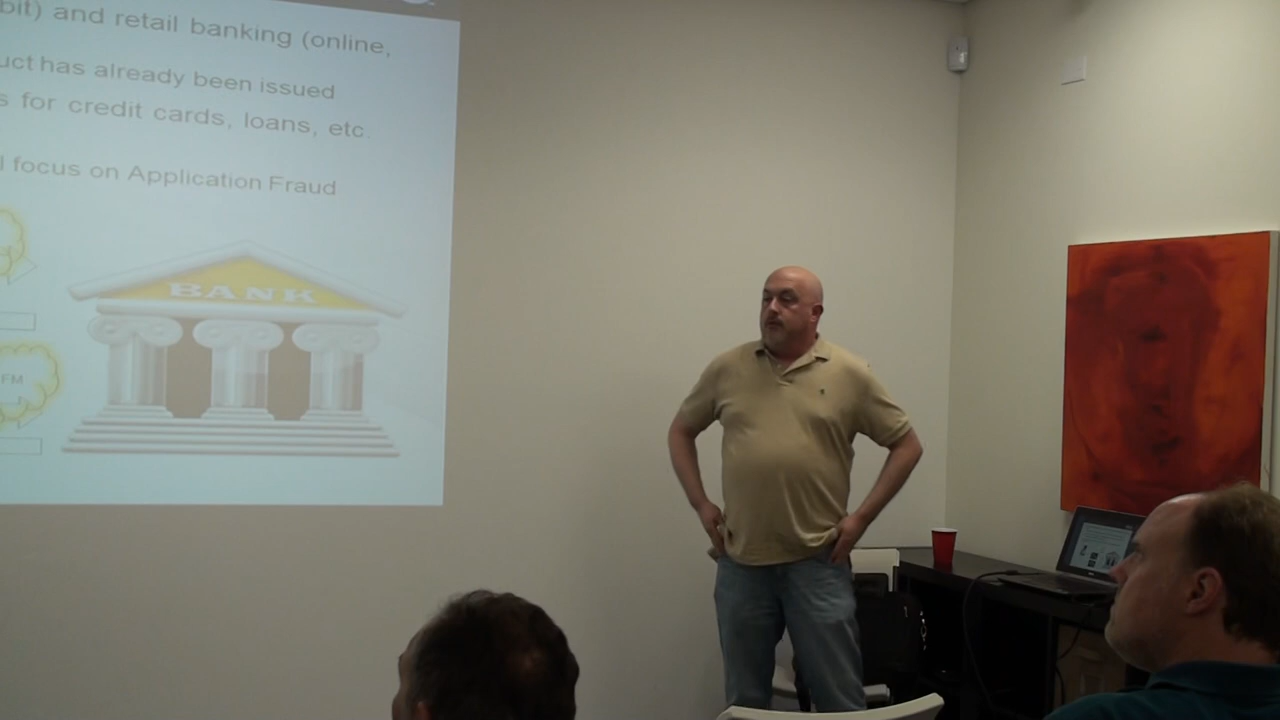 bit) and retail banking (online,
uct has already been issued
s for credit cards, loans, etc.
l focus on Application Fraud
BANK
FM